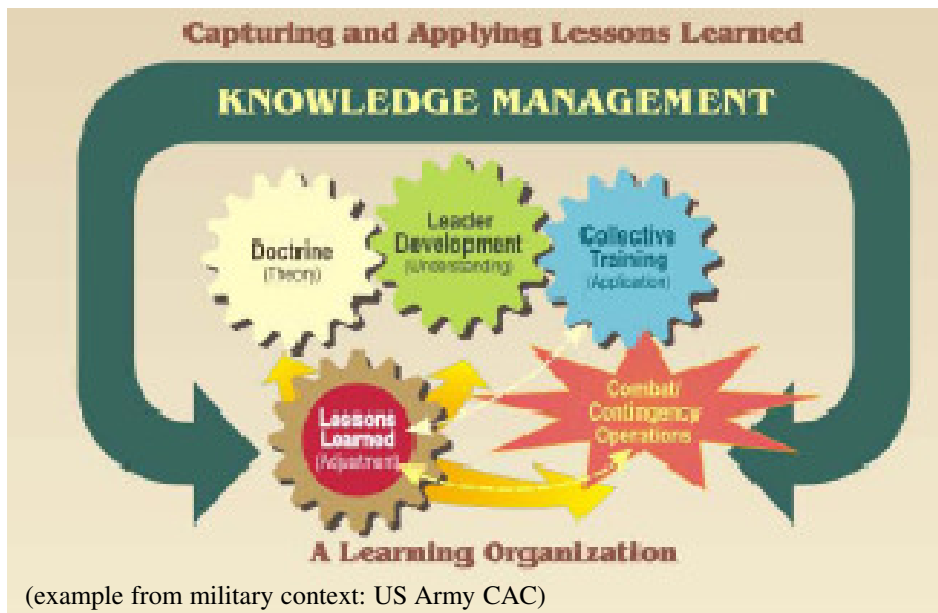 Capturing and Applying Lessons Learned
KNOWLEDGE MANAGEMENT
Doctrine
(Theory)
Leader
Development
(Understanding)
Collective
Training
(Application)
Lessons
Learned
(Adjustment)
Combat/
Contingency
Operations
A Learning Organization
(example from military context: US Army CAC)